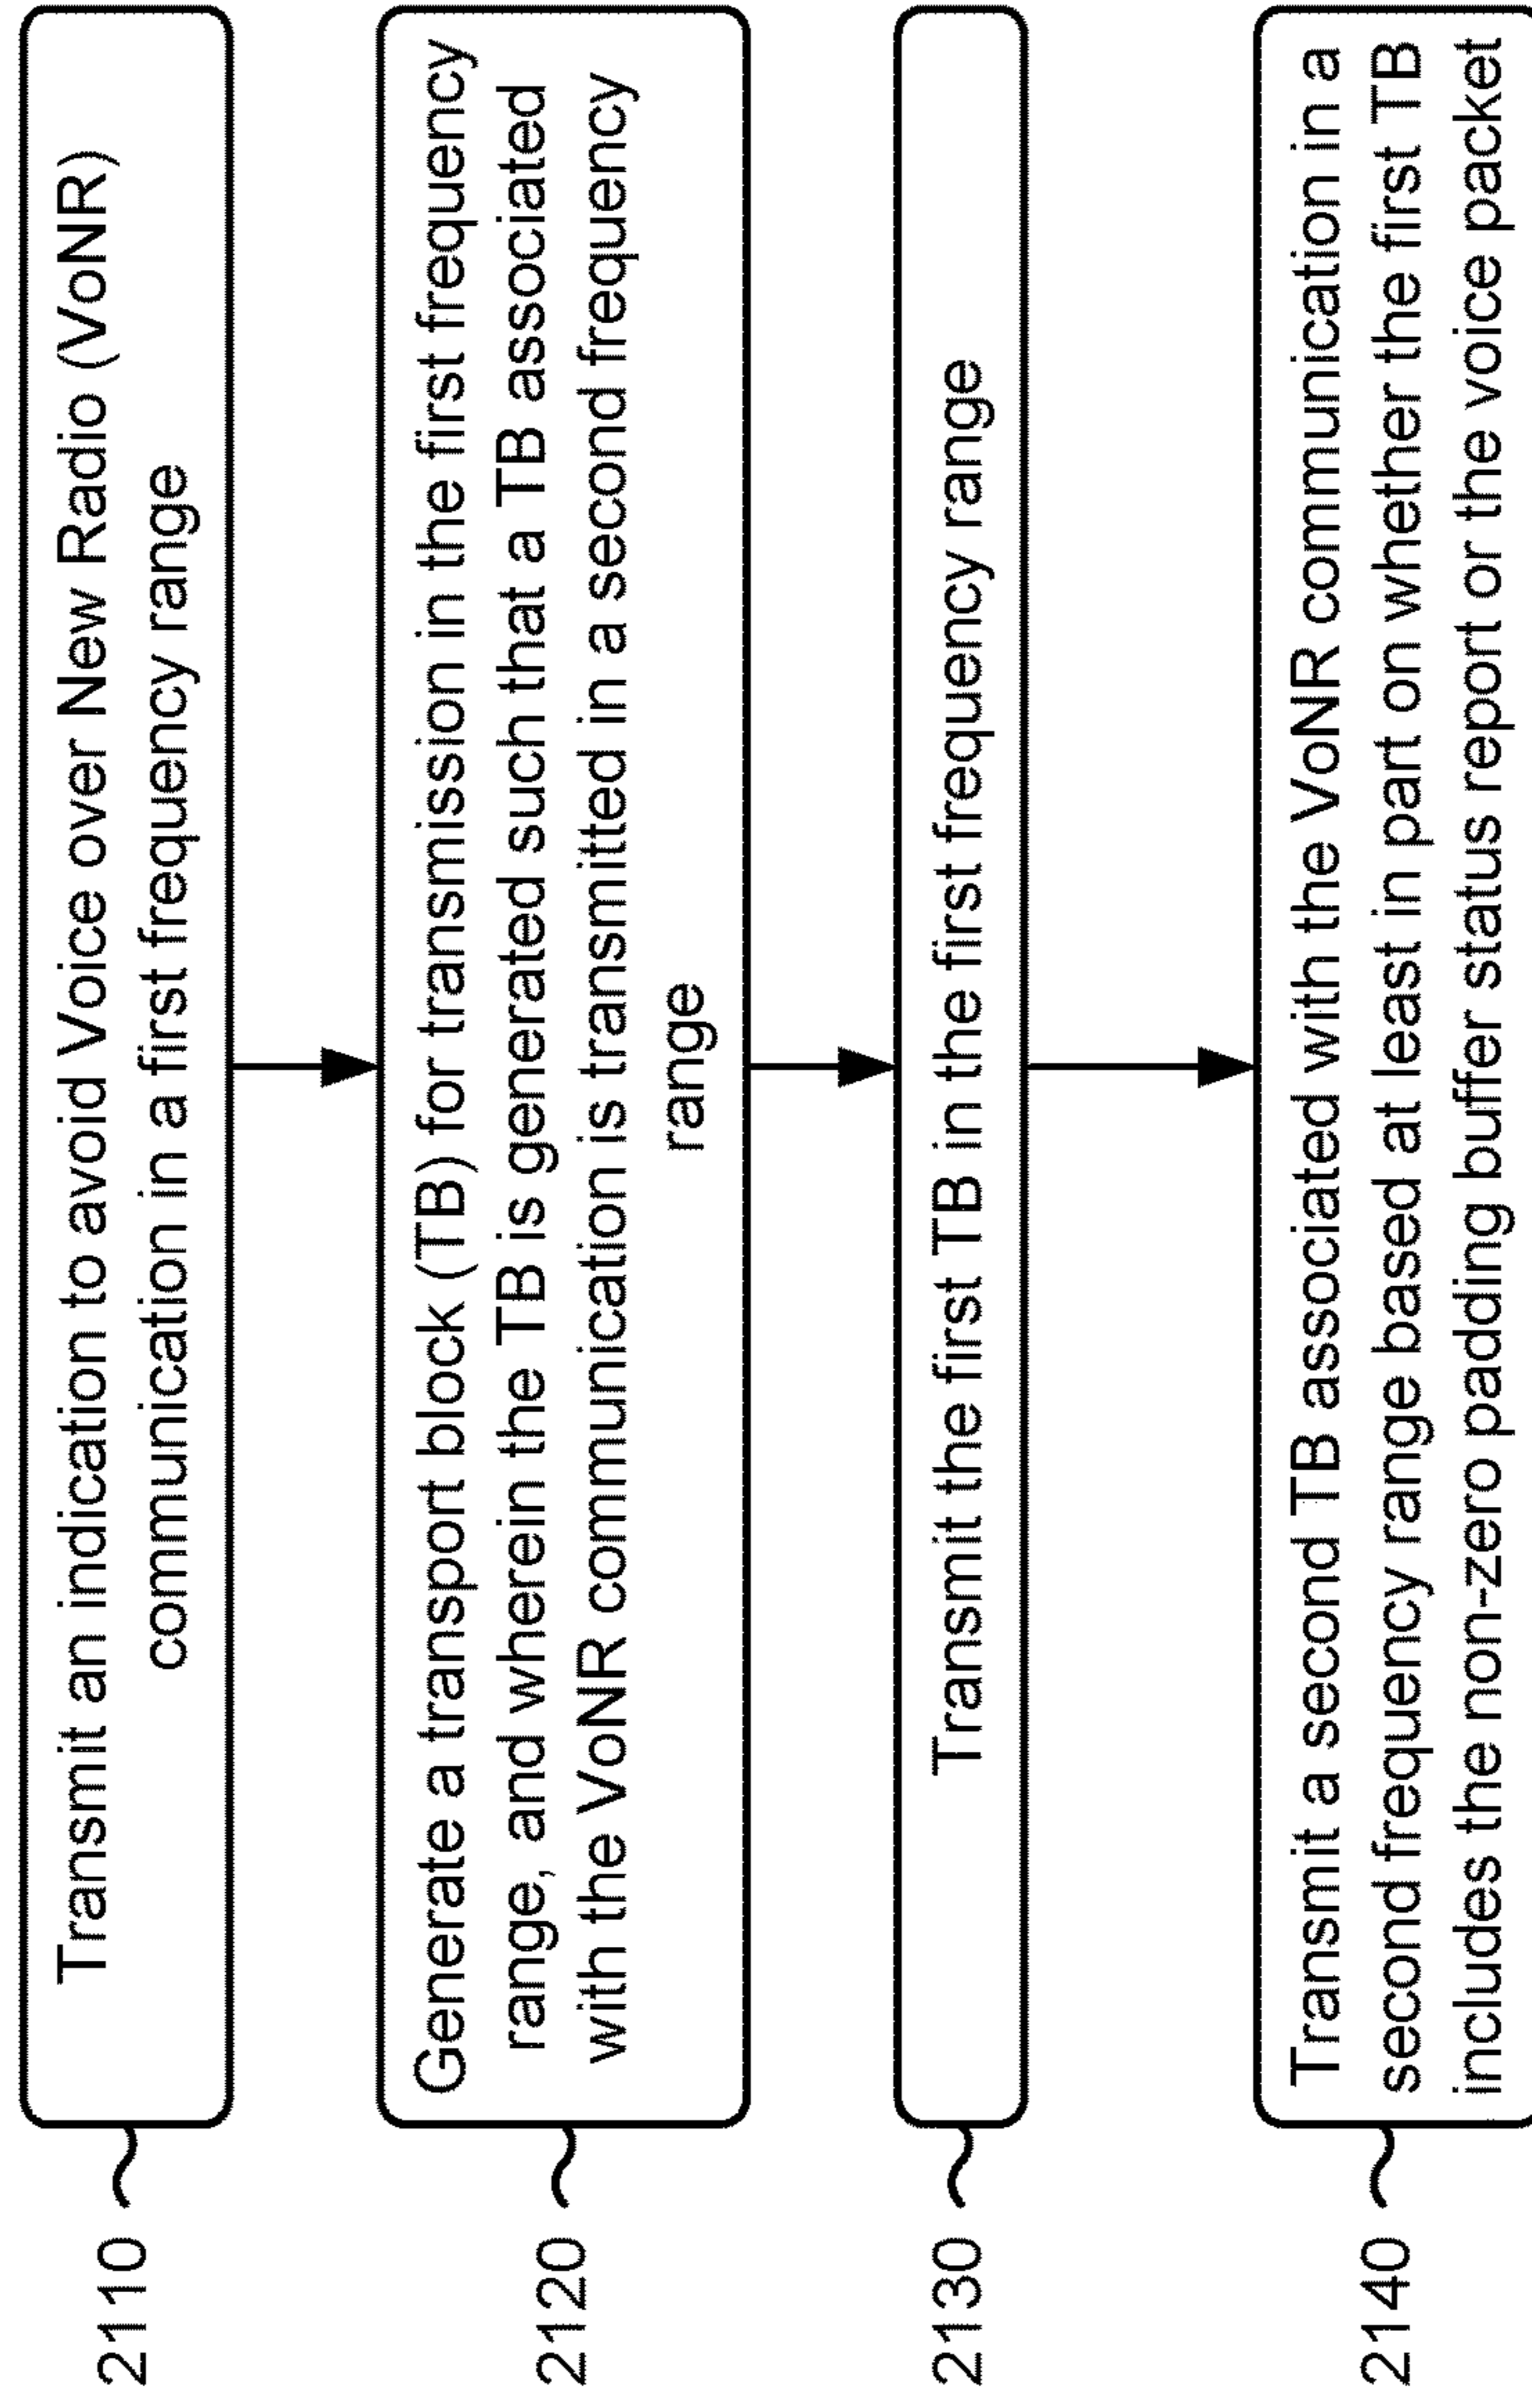 2110
Transmit an indication to avoid Voice over New Radio (VoNR)
communication in a first frequency range
2120
Generate a transport block (TB) for transmission in the first frequency
range, and wherein the TB is generated such that a TB associated
with the VoNR communication is transmitted in a second frequency
range
2130
Transmit the first TB in the first frequency range
2140
Transmit a second TB associated with the VoNR communication in a
second frequency range based at least in part on whether the first TB
includes the non-zero padding buffer status report or the voice packet